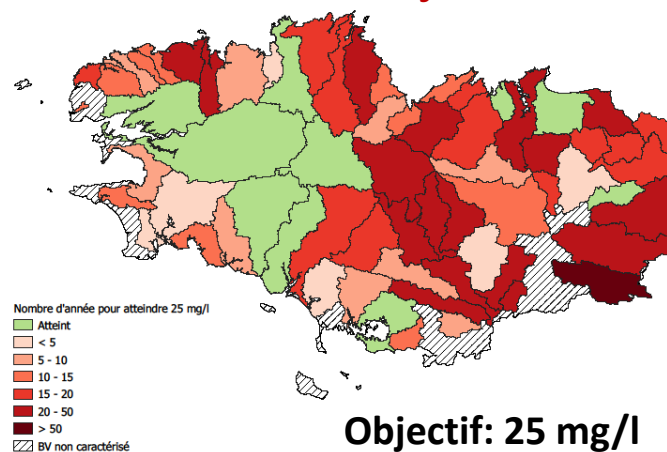 Nombre d'année pour atteindre 25 mg/l
Atteint
< 5
5 - 10
10 - 15
15 - 20
20 - 50
> 50
BV non caractérisé
Objectif: 25 mg/l